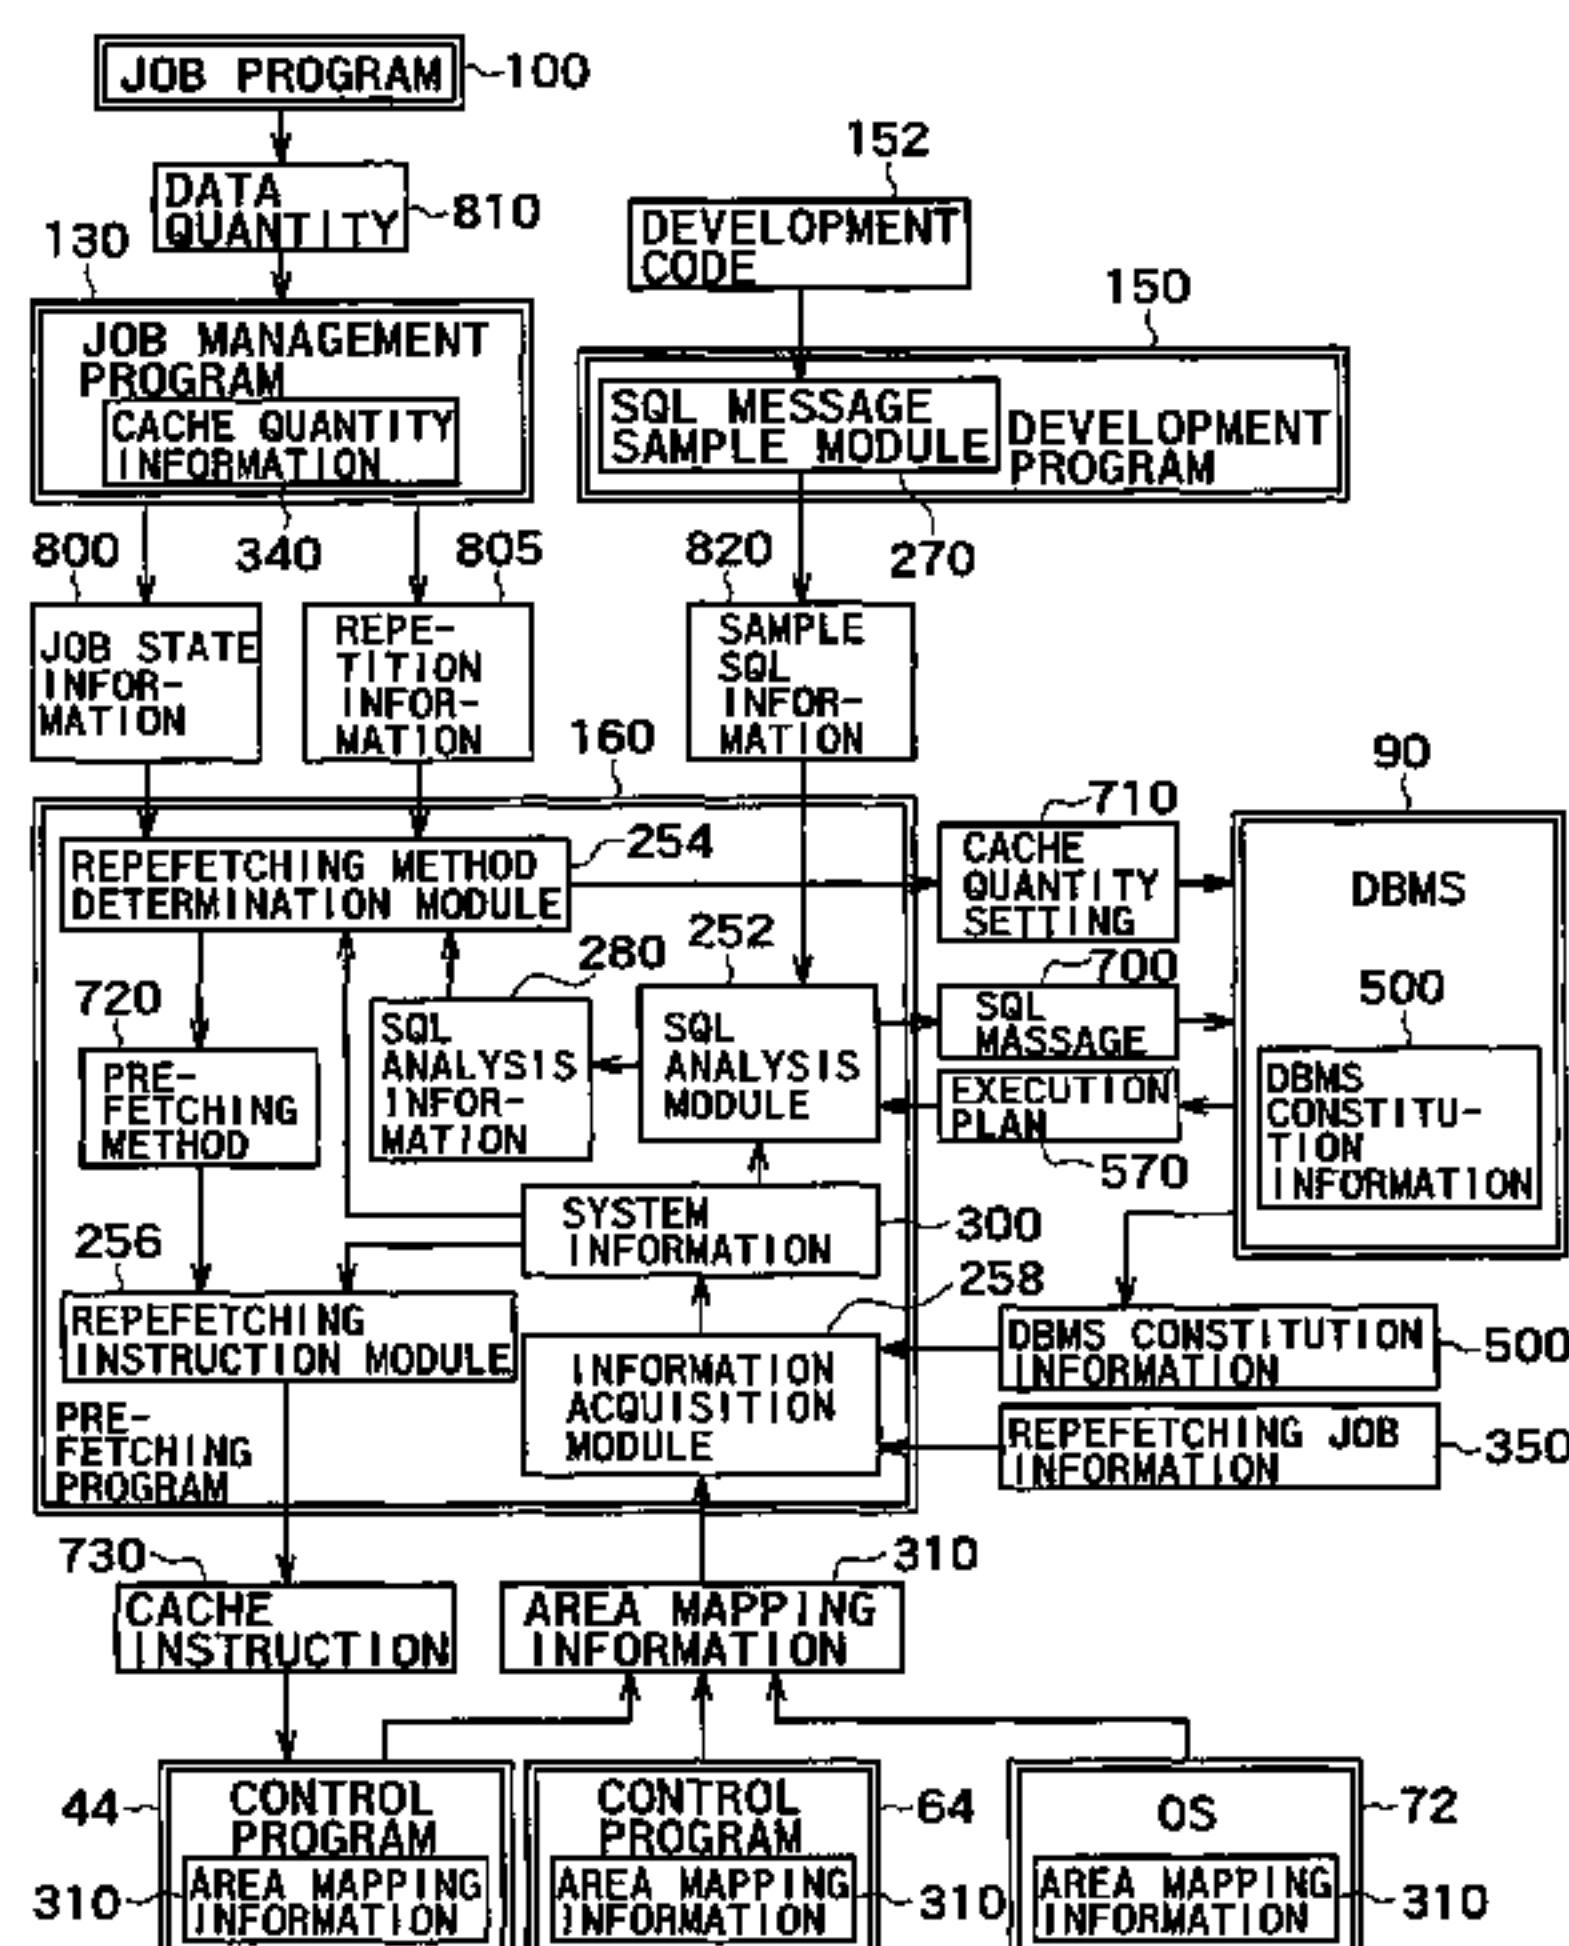 JOB PROGRAM
100
DATA
QUANTITY
810
152
DEVELOPMENT
CODE
130
JOB MANAGEMENT
PROGRAM
CACHE QUANTITY
INFORMATION
340
150
SQL MESSAGE
SAMPLE MODULE
DEVELOPMENT
PROGRAM
270
800
JOB STATE
INFOR-
MATION
805
REPE-
TITION
INFOR-
MATION
820
SAMPLE
SQL
INFOR-
MATION
160
254
REPEFETCHING METHOD
DETERMINATION MODULE
710
CACHE
QUANTITY
SETTING
90
DBMS
500
DBMS
CONSTITU-
TION
INFORMATION
720
PRE-
FETCHING
METHOD
280
SQL
ANALYSIS
INFOR-
MATION
252
SQL
ANALYSIS
MODULE
700
SQL
MASSAGE
EXECUTION
PLAN
570
SYSTEM
INFORMATION
300
256
REPEFETCHING
INSTRUCTION MODULE
258
INFORMATION
ACQUISITION
MODULE
DBMS CONSTITUTION
INFORMATION
500
REPEFETCHING JOB
INFORMATION
350
PRE-
FETCHING
PROGRAM
730
CACHE
INSTRUCTION
310
AREA MAPPING
INFORMATION
44
CONTROL
PROGRAM
310
AREA MAPPING
INFORMATION
CONTROL
PROGRAM
64
AREA MAPPING
INFORMATION
310
OS
72
AREA MAPPING
INFORMATION
310